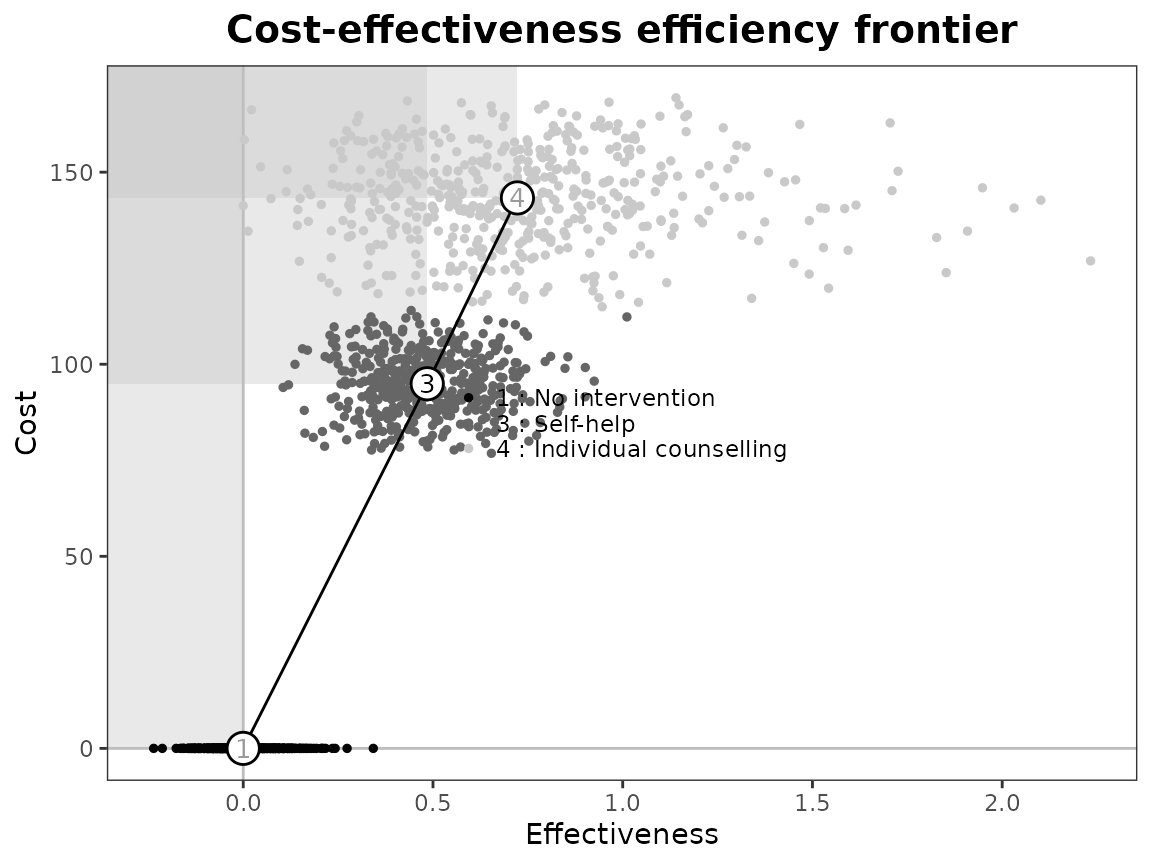 Cost-effectiveness efficiency frontier
150
4
100
3
1 : No intervention
3 : Self-help
4 : Individual counselling
Cost
50
0
1
0.0 0.5 1.0 1.5 2.0
Effectiveness